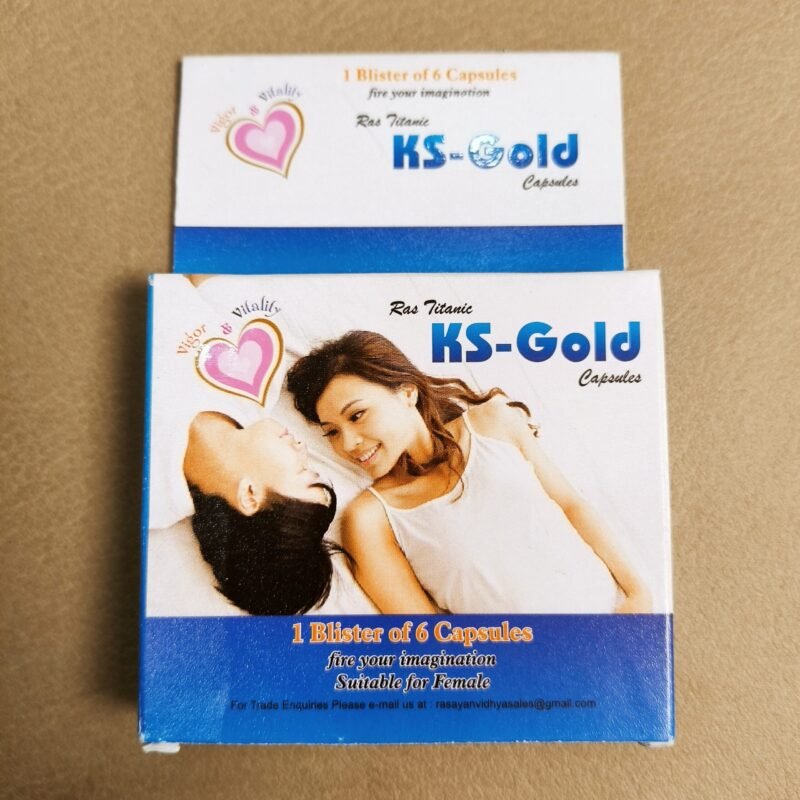 1 Blister of 6 Capsules
fire your imagination
Vigor & Vitality
Ras Titanic
KS-Gold
Capsules
Vigor & Vitality
Ras Titanic
KS-Gold
Capsules
1 Blister of 6 Capsules
fire your imagination
Suitable for Female
For Trade Enquiries Please e-mail us at : rasayanvidhyasales@gmail.com